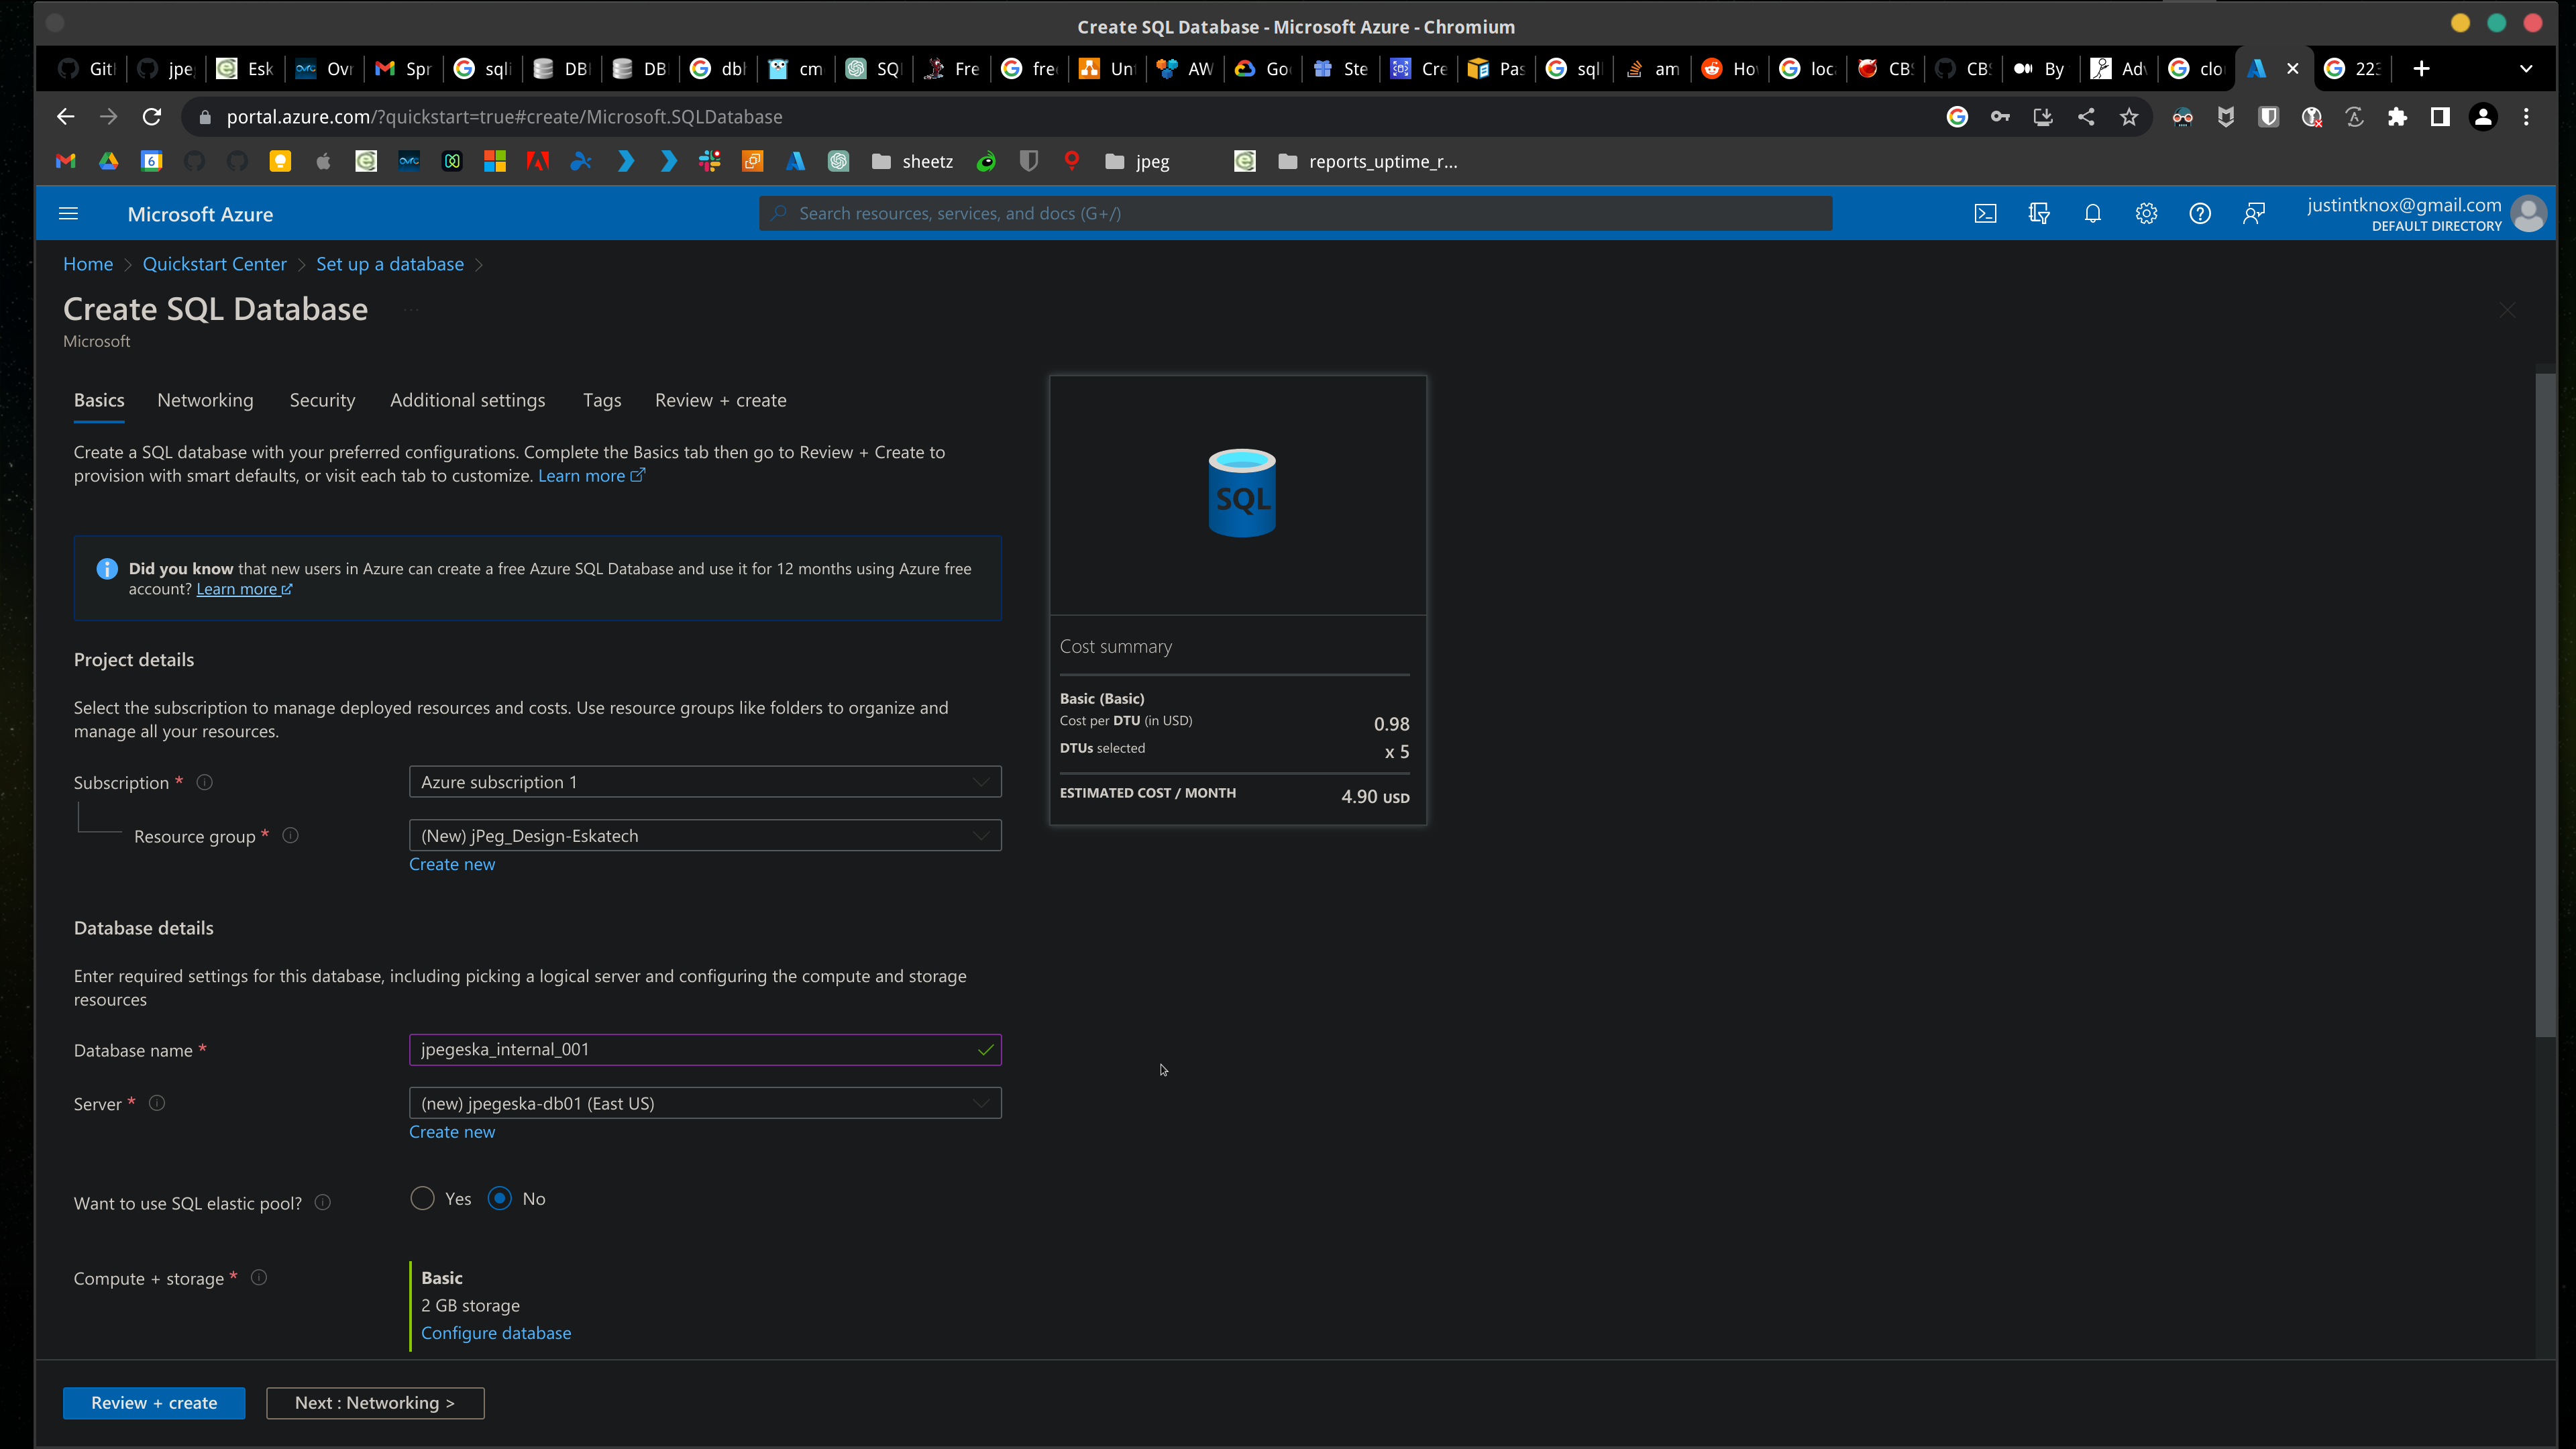 Create SQL Database - Microsoft Azure - Chromium
Git jpe Esk Ovr Spr sqli DB DB dbl cm SQ Fre fre Un AW Go Ste Cre Pas sql am Ho loc CBS CBS By Adv clo 223
portal.azure.com/?quickstart=true#create/Microsoft.SQLDatabase
6 sheetz jpeg reports_uptime_r...
Microsoft Azure
Search resources, services, and docs (G+/)
justintknox@gmail.com
DEFAULT DIRECTORY
Home > Quickstart Center > Set up a database >
Create SQL Database ...
Microsoft
Basics Networking Security Additional settings Tags Review + create
Create a SQL database with your preferred configurations. Complete the Basics tab then go to Review + Create to
provision with smart defaults, or visit each tab to customize. Learn more
Did you know that new users in Azure can create a free Azure SQL Database and use it for 12 months using Azure free
account? Learn more
Project details
Select the subscription to manage deployed resources and costs. Use resource groups like folders to organize and
manage all your resources.
Subscription *
Azure subscription 1
Resource group *
(New) jPeg_Design-Eskatech
Create new
Database details
Enter required settings for this database, including picking a logical server and configuring the compute and storage
resources
Database name *
jpegeska_internal_001
Server *
(new) jpegeska-db01 (East US)
Create new
Want to use SQL elastic pool?
Yes No
Compute + storage *
Basic
2 GB storage
Configure database
SQL
Cost summary
Basic (Basic)
Cost per DTU (in USD) 0.98
DTUs selected x 5
ESTIMATED COST / MONTH 4.90 USD
Review + create
Next : Networking >